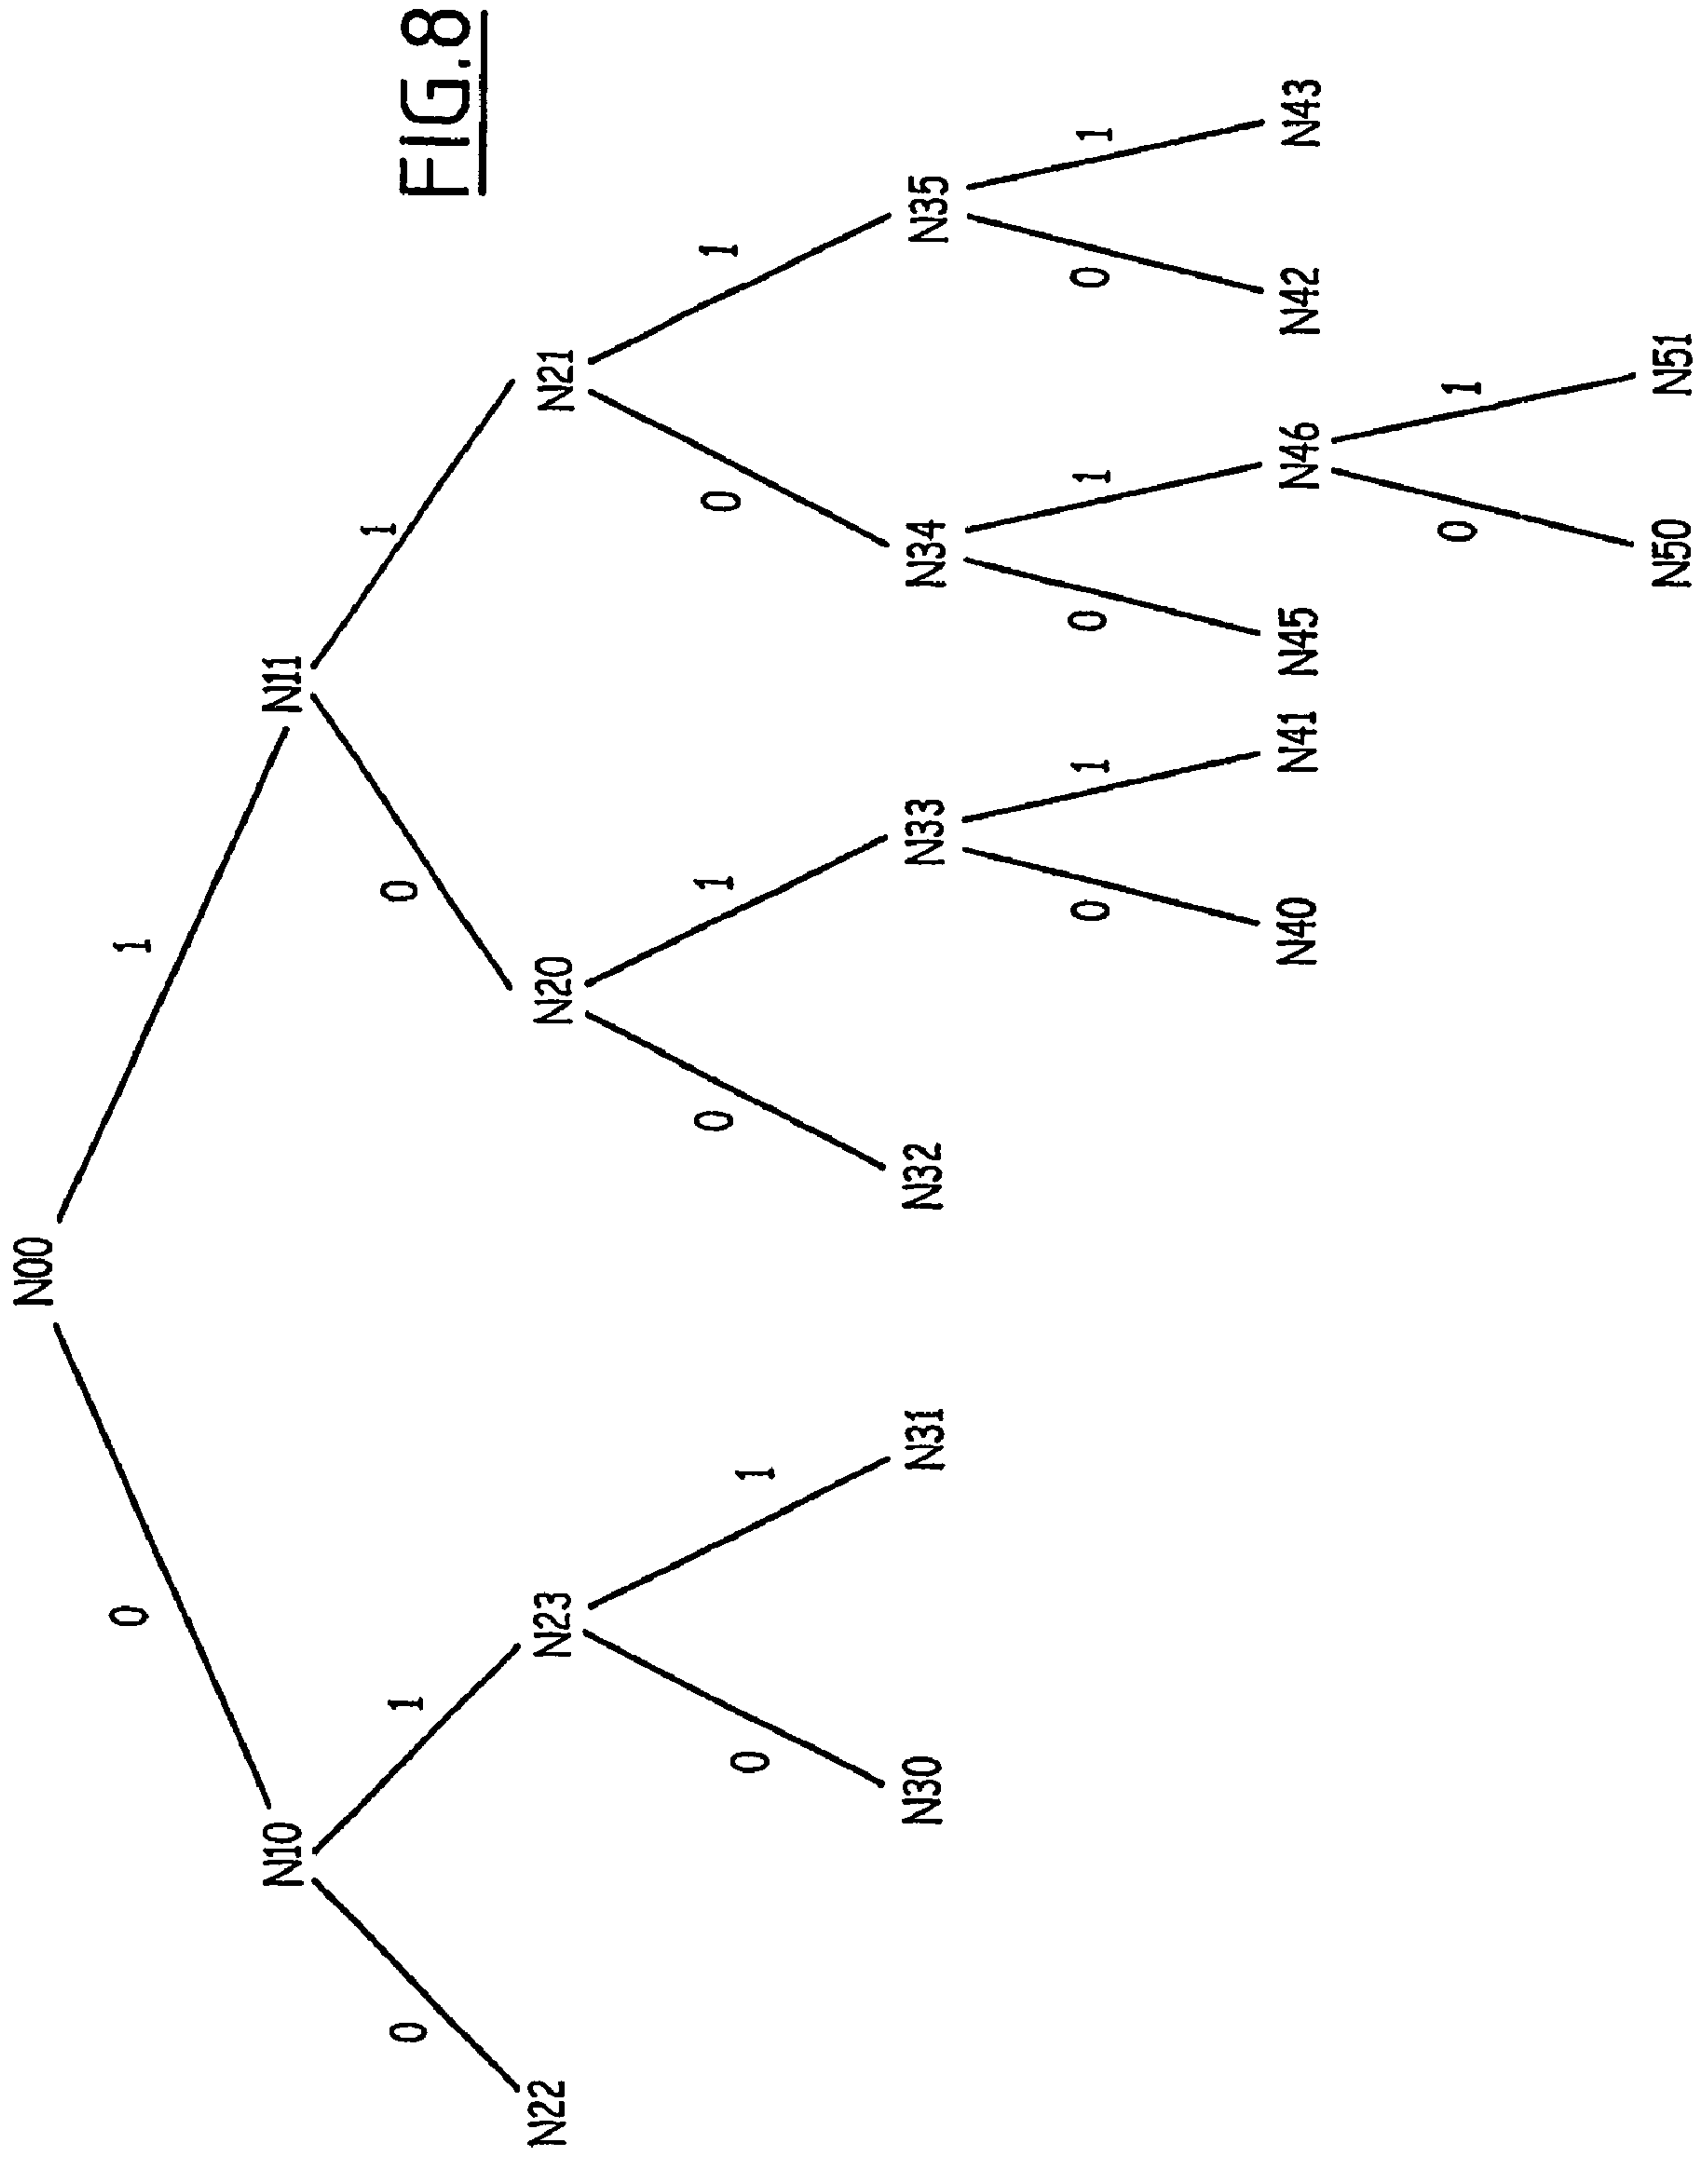 N00
0 1
N10 N11
0 1 0 1
FIG.8
N22 N23 N20 N21
0 1 0 1 0 1
N30 N31 N32 N33 N34 N35
0 1 0 1 0 1
N40 N41 N45 N46 N42 N43
0 1
N50 N51